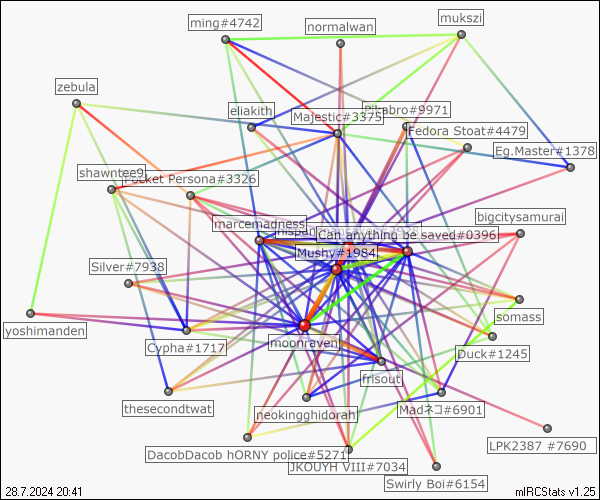 ming#4742
normalwan
mukszi
zebula
eliakith
Majestic#3375
Pikabro#9971
Fedora Stoat#4479
Eg.Master#1378
shawntee9
Pocket Persona#3326
marcemadness
bigcitysamurai
Can anything be saved#0396
Mushy#1984
Silver#7938
somass
yoshimanden
Cypha#1717
moonraven
Duck#1245
frisout
thesecondtwat
neokingghidorah
Madネコ#6901
DacobDacob hORNY police#5271
LPK2387 #7690
JKOUYH VIII#7034
Swirly Boi#6154
28.7.2024 20:41
mIRCStats v1.25